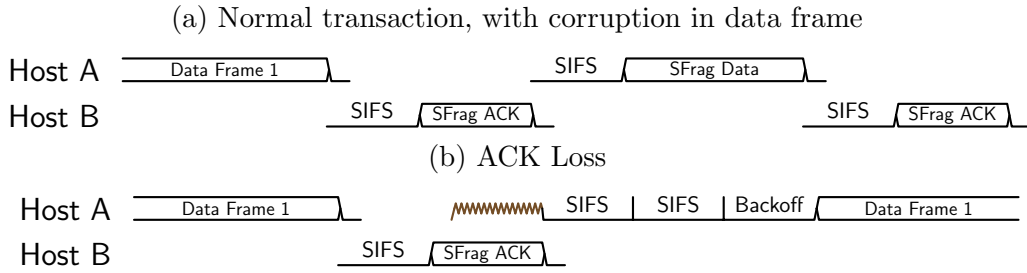 (a) Normal transaction, with corruption in data frame
Host A Data Frame 1 SIFS SFrag Data
Host B SIFS SFrag ACK SIFS SFrag ACK
(b) ACK Loss
Host A Data Frame 1 SIFS SIFS Backoff Data Frame 1
Host B SIFS SFrag ACK